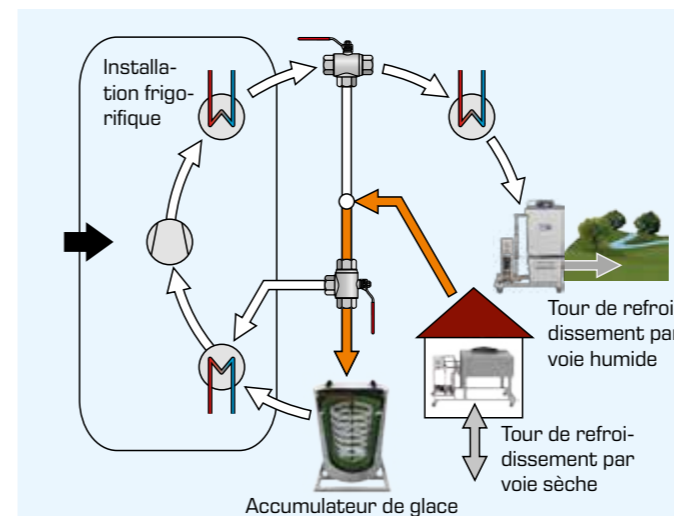 Installa-
tion frigo-
rifique
Tour de refroi
dissement par
voie humide
Tour de refroi-
dissement par
voie sèche
Accumulateur de glace